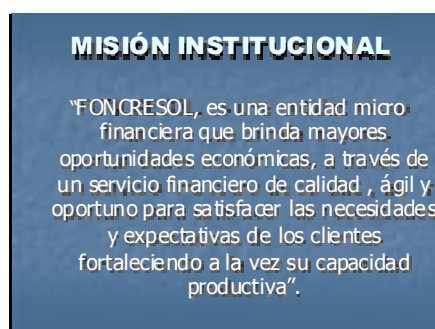 MISIÓN INSTITUCIONAL
“FONCRESOL, es una entidad micro
financiera que brinda mayores
oportunidades económicas, a través de
un servicio financiero de calidad , ágil y
oportuno para satisfacer las necesidades
y expectativas de los clientes
fortaleciendo a la vez su capacidad
productiva”.